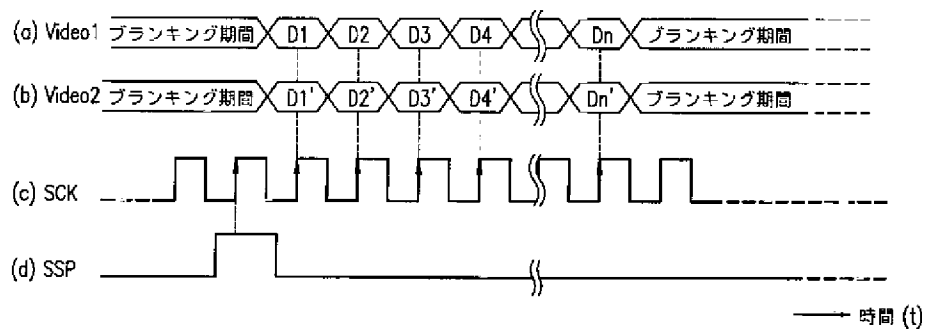 (a) Video1 ブランキング期間 D1 D2 D3 D4 Dn ブランキング期間
(b) Video2 ブランキング期間 D1' D2' D3' D4' Dn' ブランキング期間
(c) SCK
(d) SSP
時間 (t)